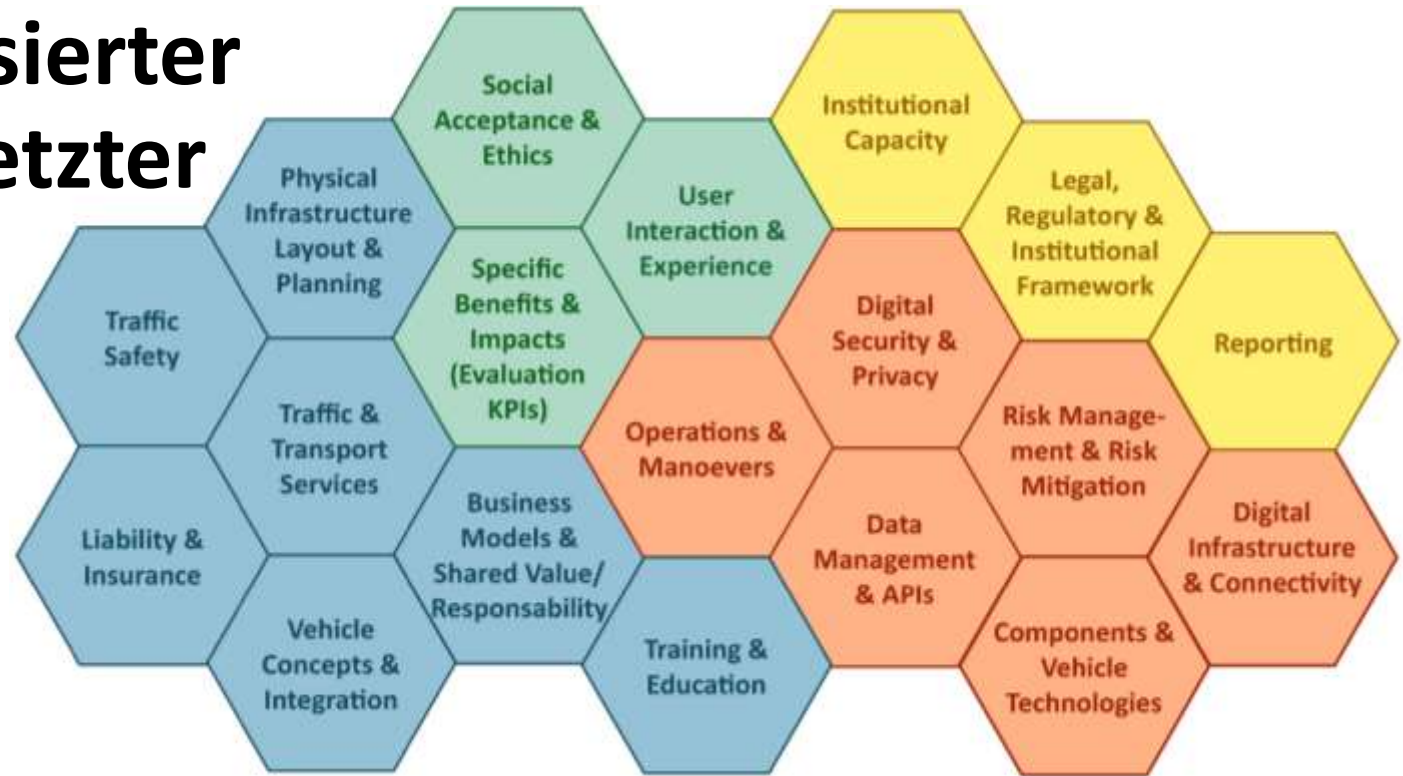 sierter
etzter
Social
Acceptance &
Ethics
Institutional
Capacity
Physical
Infrastructure
Layout &
Planning
User
Interaction &
Experience
Legal,
Regulatory &
Institutional
Framework
Traffic
Safety
Specific
Benefits &
Impacts
(Evaluation
KPIs)
Digital
Security &
Privacy
Reporting
Traffic &
Transport
Services
Operations &
Manoevers
Risk Manage-
ment & Risk
Mitigation
Liability &
Insurance
Business
Models &
Shared Value/
Responsability
Data
Management
& APIs
Digital
Infrastructure
& Connectivity
Vehicle
Concepts &
Integration
Training &
Education
Components &
Vehicle
Technologies